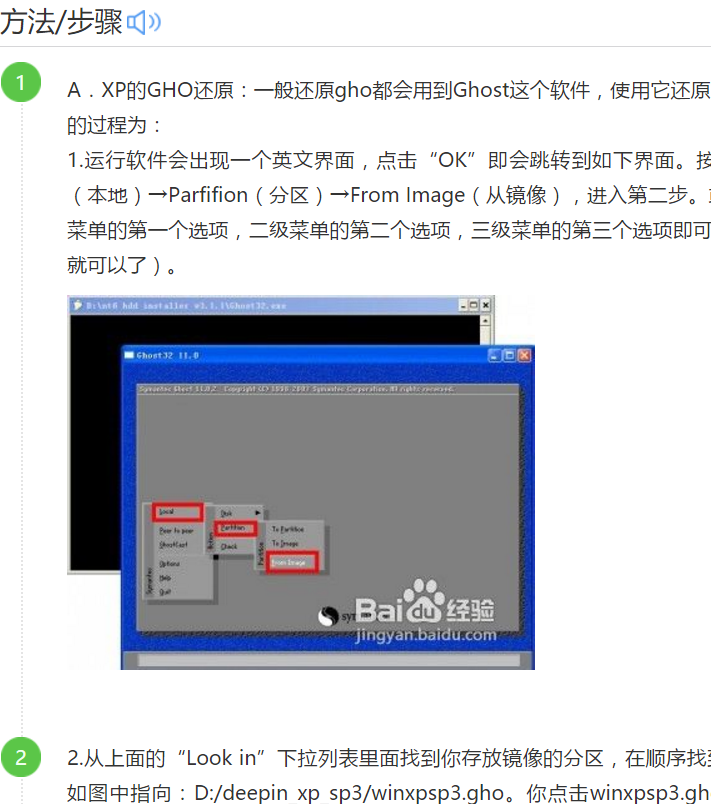 方法/步骤
1
A．XP的GHO还原：一般还原gho都会用到Ghost这个软件，使用它还原
的过程为：
1.运行软件会出现一个英文界面，点击“OK”即会跳转到如下界面。按
（本地）→Parfifion（分区）→From Image（从镜像），进入第二步。
菜单的第一个选项，二级菜单的第二个选项，三级菜单的第三个选项即可
就可以了）。
D:\nt6 hdd installer v3.1.1\Ghost32.exe
Ghost32 11.0
Symantec Ghost 11.0.2 Copyright (C) 1998-2007 Symantec Corporation. All rights reserved.
Local
Disk
Partition
To Partition
Peer to peer
To Image
GhostCast
Check
From Image
Options
Help
Quit
Symantec
Partition
Baidu经验
jingyan.baidu.com
2
2.从上面的“Look in”下拉列表里面找到你存放镜像的分区，在顺序找到
如图中指向：D:/deepin_xp_sp3/winxpsp3.gho。你点击winxpsp3.gh